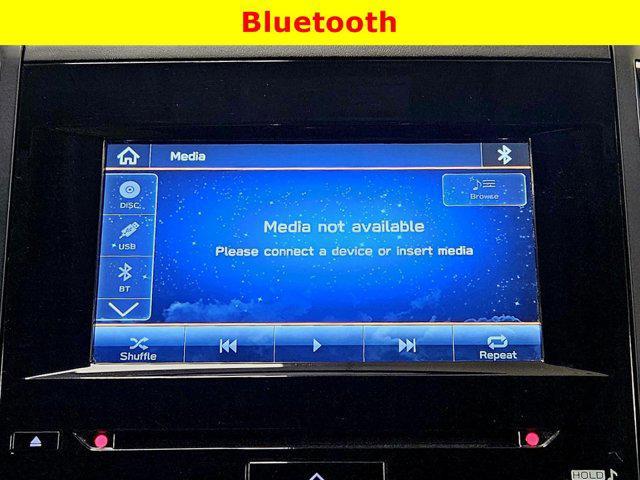 Bluetooth
Media
DISC
Browse
Media not available
USB
Please connect a device or insert media
BT
Shuffle
Repeat
HOLD